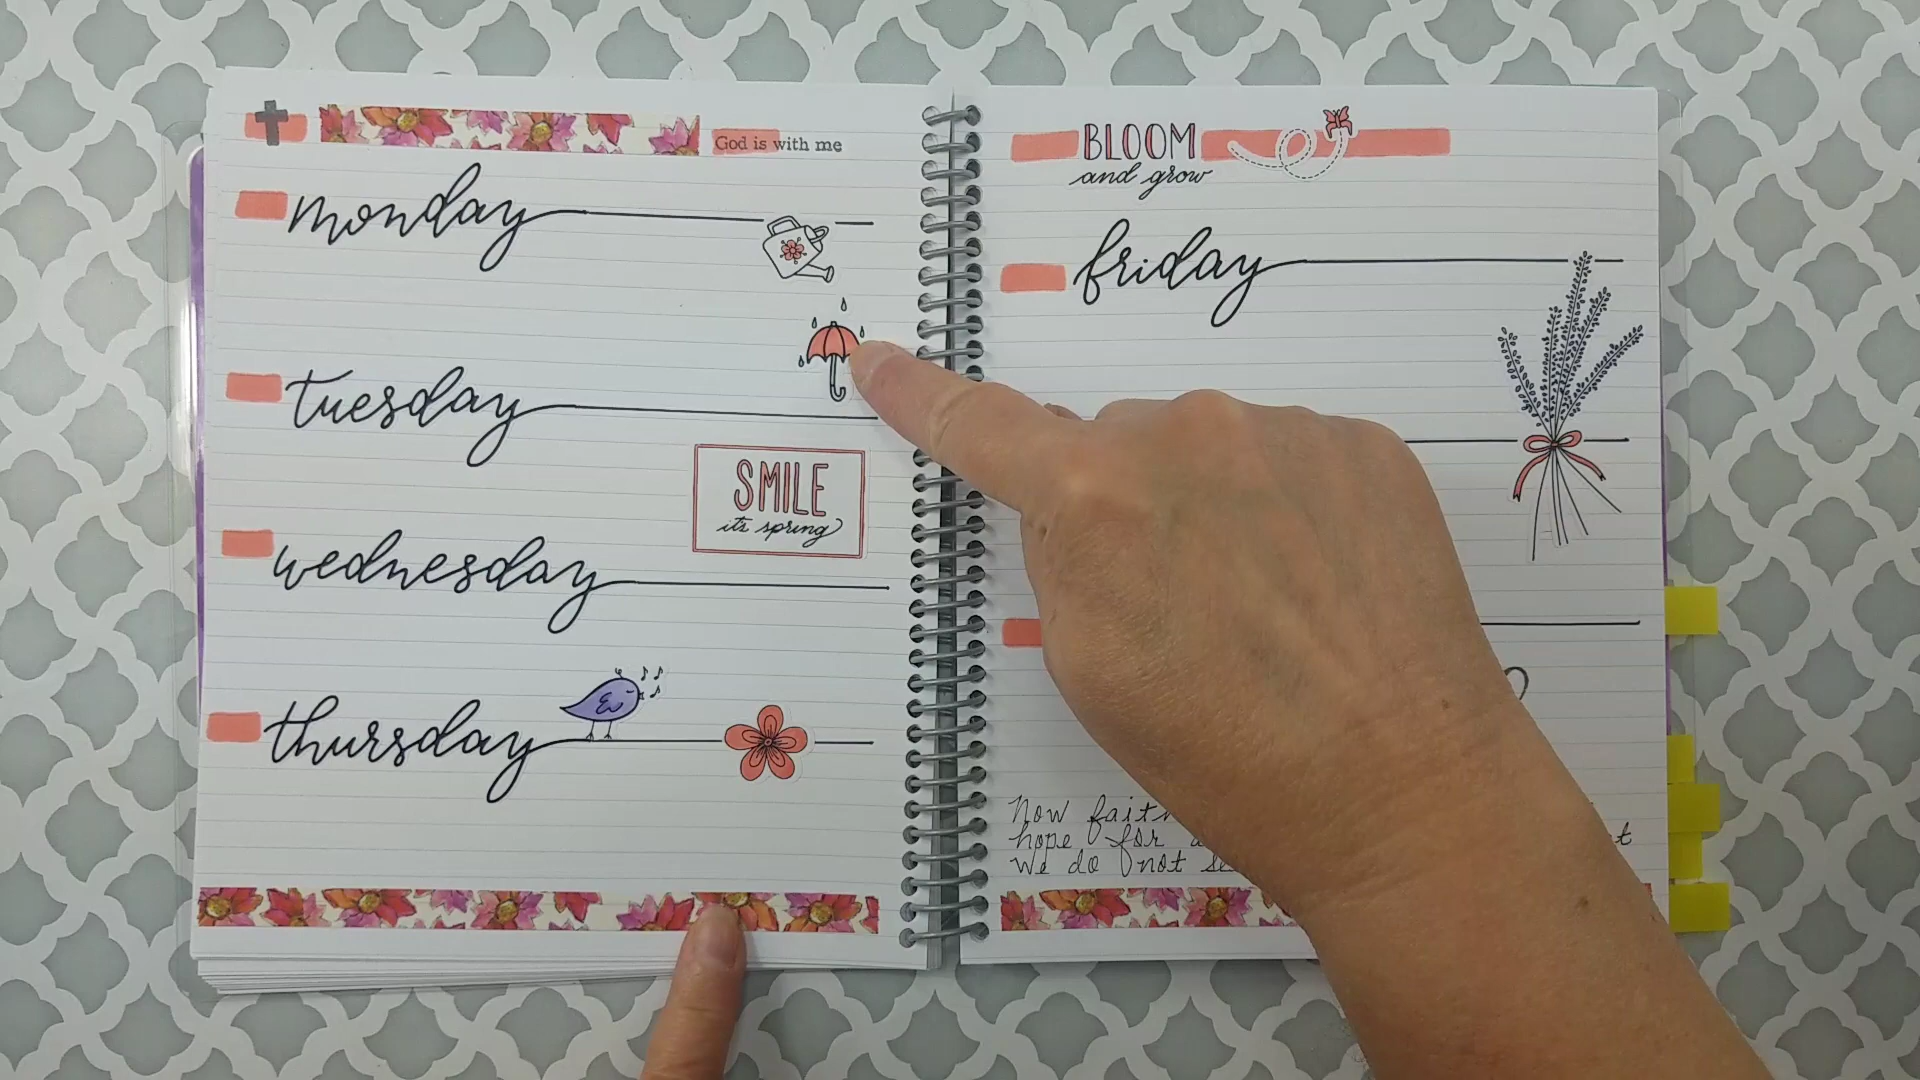 God is with me
monday
tuesday
SMILE
its spring
wednesday
thursday
BLOOM
and grow
friday
Now faith
hope for
we do not